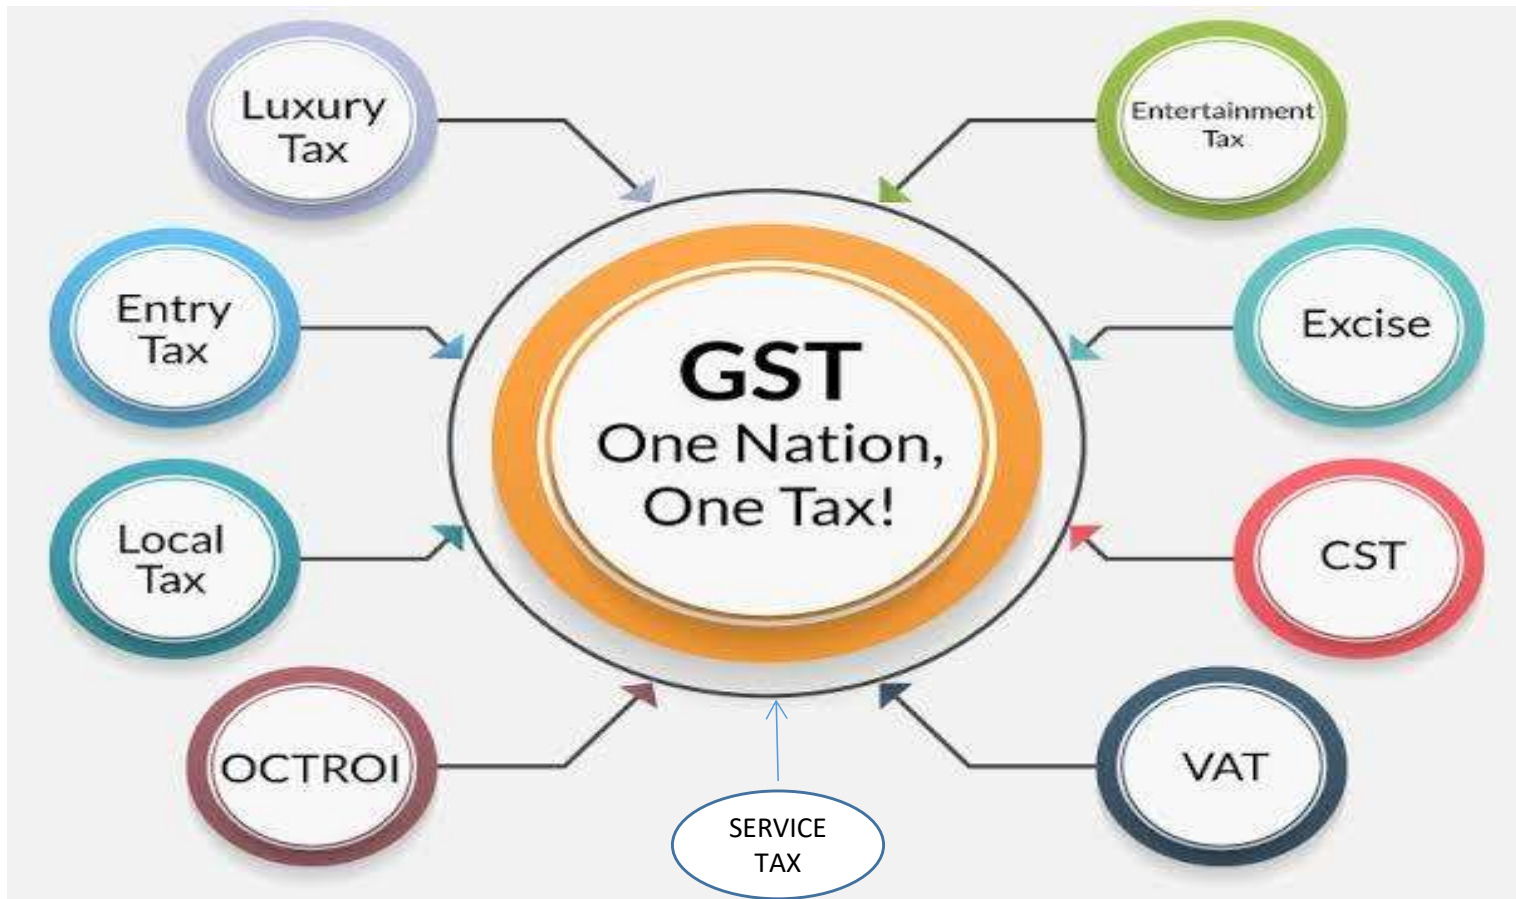 Luxury
Tax
Entertainment
Tax
Entry
Tax
Excise
GST
One Nation,
One Tax!
Local
Tax
CST
OCTROI
VAT
SERVICE
TAX